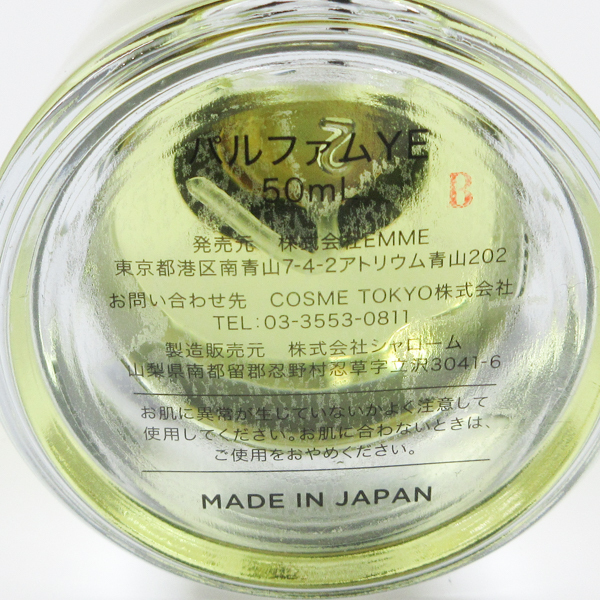 パルファムYE
50mL
B
発売元 株式会社EMME
東京都港区南青山7-4-2アトリウム青山202
お問い合わせ先 COSME TOKYO株式会社
TEL:03-3553-0811
製造販売元 株式会社シャローム
山梨県南都留郡忍野村忍草字立沢3041-6
お肌に異常が生じていないかよく注意して
使用してください。お肌に合わないときは、
ご使用をおやめください。
MADE IN JAPAN